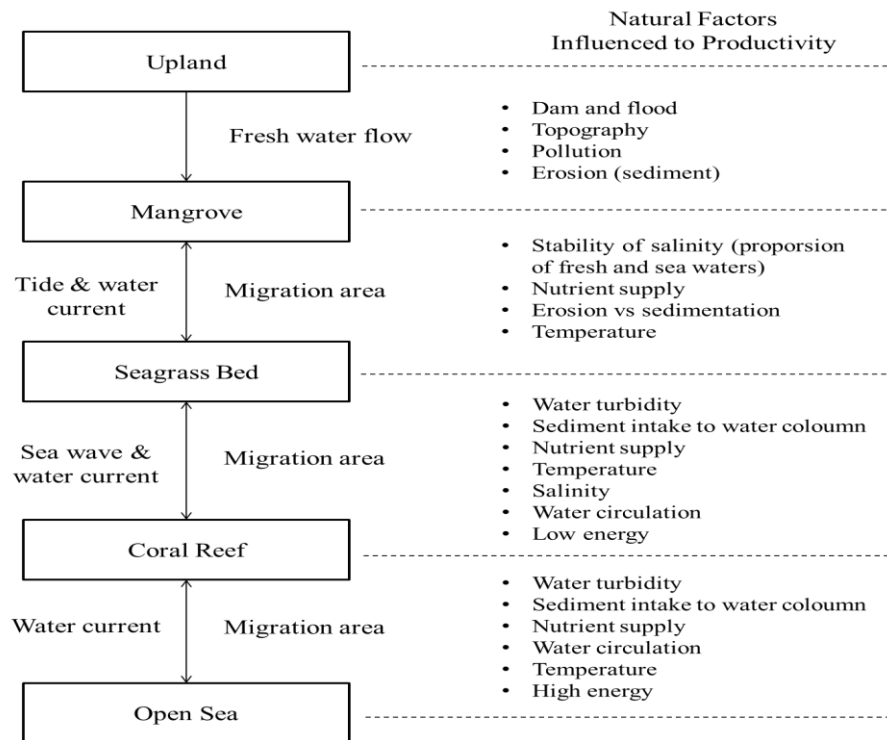 Natural Factors
Influenced to Productivity
Upland
Fresh water flow
• Dam and flood
• Topography
• Pollution
• Erosion (sediment)
Mangrove
Tide & water
current
Migration area
• Stability of salinity (proporsion
of fresh and sea waters)
• Nutrient supply
• Erosion vs sedimentation
• Temperature
Seagrass Bed
Sea wave &
water current
Migration area
• Water turbidity
• Sediment intake to water coloumn
• Nutrient supply
• Temperature
• Salinity
• Water circulation
• Low energy
Coral Reef
Water current
Migration area
• Water turbidity
• Sediment intake to water coloumn
• Nutrient supply
• Water circulation
• Temperature
• High energy
Open Sea